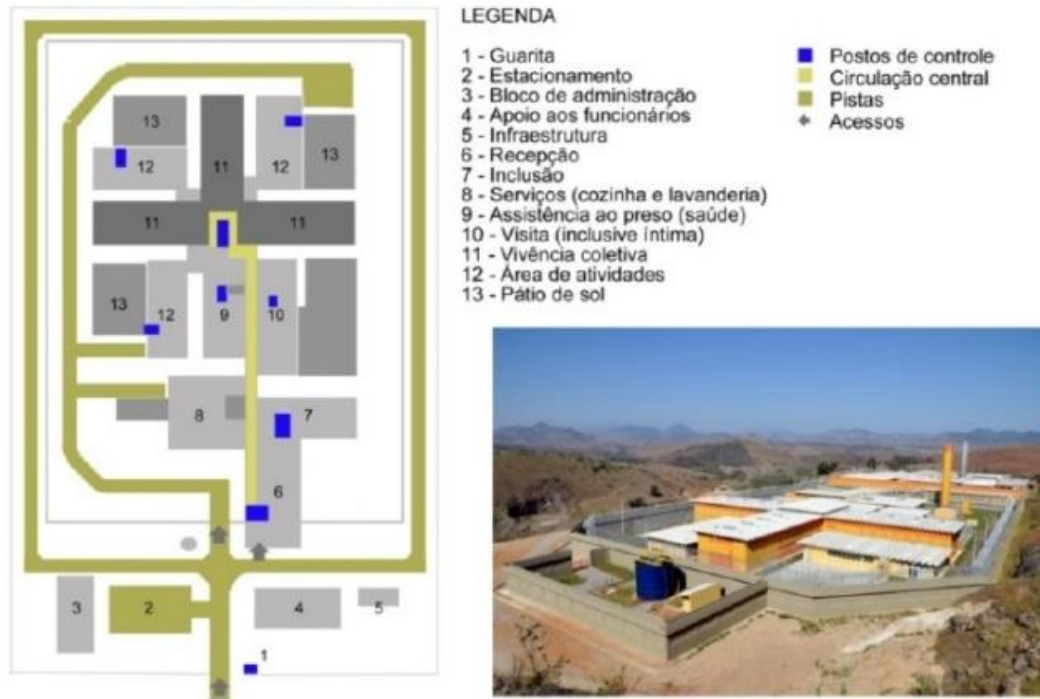 LEGENDA
1 - Guarita
2 - Estacionamento
3 - Bloco de administração
4 - Apoio aos funcionários
5 - Infraestrutura
6 - Recepção
7 - Inclusão
8 - Serviços (cozinha e lavanderia)
9 - Assistência ao preso (saúde)
10 - Visita (inclusive íntima)
11 - Vivência coletiva
12 - Área de atividades
13 - Pátio de sol
Postos de controle
Circulação central
Pistas
Acessos
13
11
12
13
12
11
11
13
12
9
10
8
7
6
3
2
4
5
1